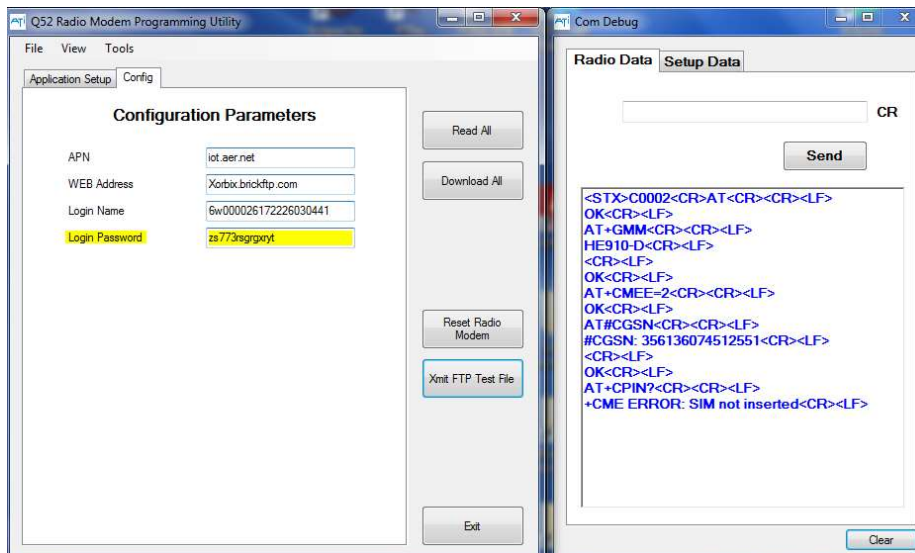 ATi Q52 Radio Modem Programming Utility
File View Tools
Application Setup Config
Configuration Parameters
APN iot.aer.net
WEB Address Xorbix.brickftp.com
Login Name 6w000026172226030441
Login Password zs773rsgrgxryt
Read All
Download All
Reset Radio
Modem
Xmit FTP Test File
Exit
ATi Com Debug
Radio Data Setup Data
CR
Send
<STX>C0002<CR>AT<CR><CR><LF>
OK<CR><LF>
AT+GMM<CR><CR><LF>
HE910-D<CR><LF>
<CR><LF>
OK<CR><LF>
AT+CMEE=2<CR><CR><LF>
OK<CR><LF>
AT#CGSN<CR><CR><LF>
#CGSN: 356136074512551<CR><LF>
<CR><LF>
OK<CR><LF>
AT+CPIN?<CR><CR><LF>
+CME ERROR: SIM not inserted<CR><LF>
Clear